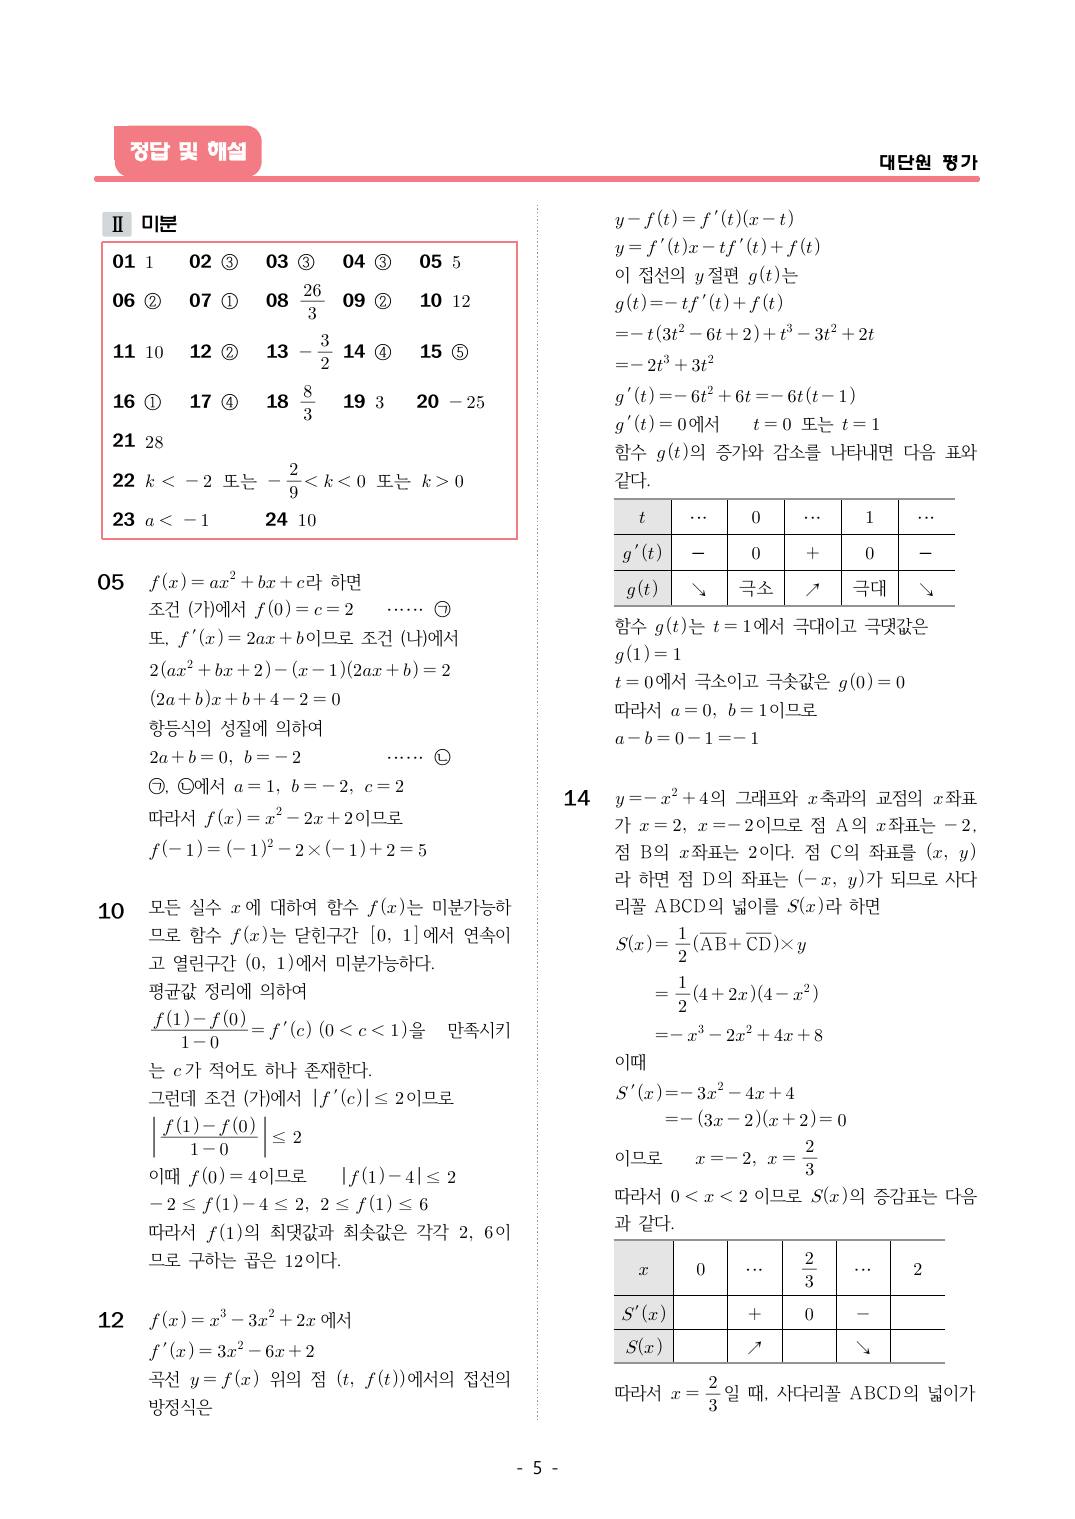 정답 및 해설
대단원 평가
Ⅱ 미분
01 1 02 ③ 03 ③ 04 ③ 05 5
06 ② 07 ① 08 26/3 09 ② 10 12
11 10 12 ② 13 −3/2 14 ④ 15 ⑤
16 ① 17 ④ 18 8/3 19 3 20 −25
21 28
22 k < −2 또는 −2/9 < k < 0 또는 k > 0
23 a < −1 24 10
05 f(x) = ax² + bx + c라 하면
조건 (가)에서 f(0) = c = 2 …… ㉠
또, f′(x) = 2ax + b이므로 조건 (나)에서
2(ax² + bx + 2) − (x − 1)(2ax + b) = 2
(2a + b)x + b + 4 − 2 = 0
항등식의 성질에 의하여
2a + b = 0, b = −2 …… ㉡
㉠, ㉡에서 a = 1, b = −2, c = 2
따라서 f(x) = x² − 2x + 2이므로
f(−1) = (−1)² − 2×(−1) + 2 = 5
10 모든 실수 x에 대하여 함수 f(x)는 미분가능하
므로 함수 f(x)는 닫힌구간 [0, 1]에서 연속이
고 열린구간 (0, 1)에서 미분가능하다.
평균값 정리에 의하여
(f(1) − f(0))/(1 − 0) = f′(c) (0 < c < 1)을 만족시키
는 c가 적어도 하나 존재한다.
그런데 조건 (가)에서 |f′(c)| ≤ 2이므로
|(f(1) − f(0))/(1 − 0)| ≤ 2
이때 f(0) = 4이므로 |f(1) − 4| ≤ 2
−2 ≤ f(1) − 4 ≤ 2, 2 ≤ f(1) ≤ 6
따라서 f(1)의 최댓값과 최솟값은 각각 2, 6이
므로 구하는 곱은 12이다.
12 f(x) = x³ − 3x² + 2x 에서
f′(x) = 3x² − 6x + 2
곡선 y = f(x) 위의 점 (t, f(t))에서의 접선의
방정식은
y − f(t) = f′(t)(x − t)
y = f′(t)x − tf′(t) + f(t)
이 접선의 y절편 g(t)는
g(t) = −tf′(t) + f(t)
= −t(3t² − 6t + 2) + t³ − 3t² + 2t
= −2t³ + 3t²
g′(t) = −6t² + 6t = −6t(t − 1)
g′(t) = 0에서 t = 0 또는 t = 1
함수 g(t)의 증가와 감소를 나타내면 다음 표와
같다.
t ⋯ 0 ⋯ 1 ⋯
g′(t) − 0 + 0 −
g(t) ↘ 극소 ↗ 극대 ↘
함수 g(t)는 t = 1에서 극대이고 극댓값은
g(1) = 1
t = 0에서 극소이고 극솟값은 g(0) = 0
따라서 a = 0, b = 1이므로
a − b = 0 − 1 = −1
14 y = −x² + 4의 그래프와 x축과의 교점의 x좌표
가 x = 2, x = −2이므로 점 A의 x좌표는 −2,
점 B의 x좌표는 2이다. 점 C의 좌표를 (x, y)
라 하면 점 D의 좌표는 (−x, y)가 되므로 사다
리꼴 ABCD의 넓이를 S(x)라 하면
S(x) = 1/2(A̅B̅ + C̅D̅)×y
= 1/2(4 + 2x)(4 − x²)
= −x³ − 2x² + 4x + 8
이때
S′(x) = −3x² − 4x + 4
= −(3x − 2)(x + 2) = 0
이므로 x = −2, x = 2/3
따라서 0 < x < 2 이므로 S(x)의 증감표는 다음
과 같다.
x 0 ⋯ 2/3 ⋯ 2
S′(x) + 0 −
S(x) ↗ ↘
따라서 x = 2/3일 때, 사다리꼴 ABCD의 넓이가
- 5 -